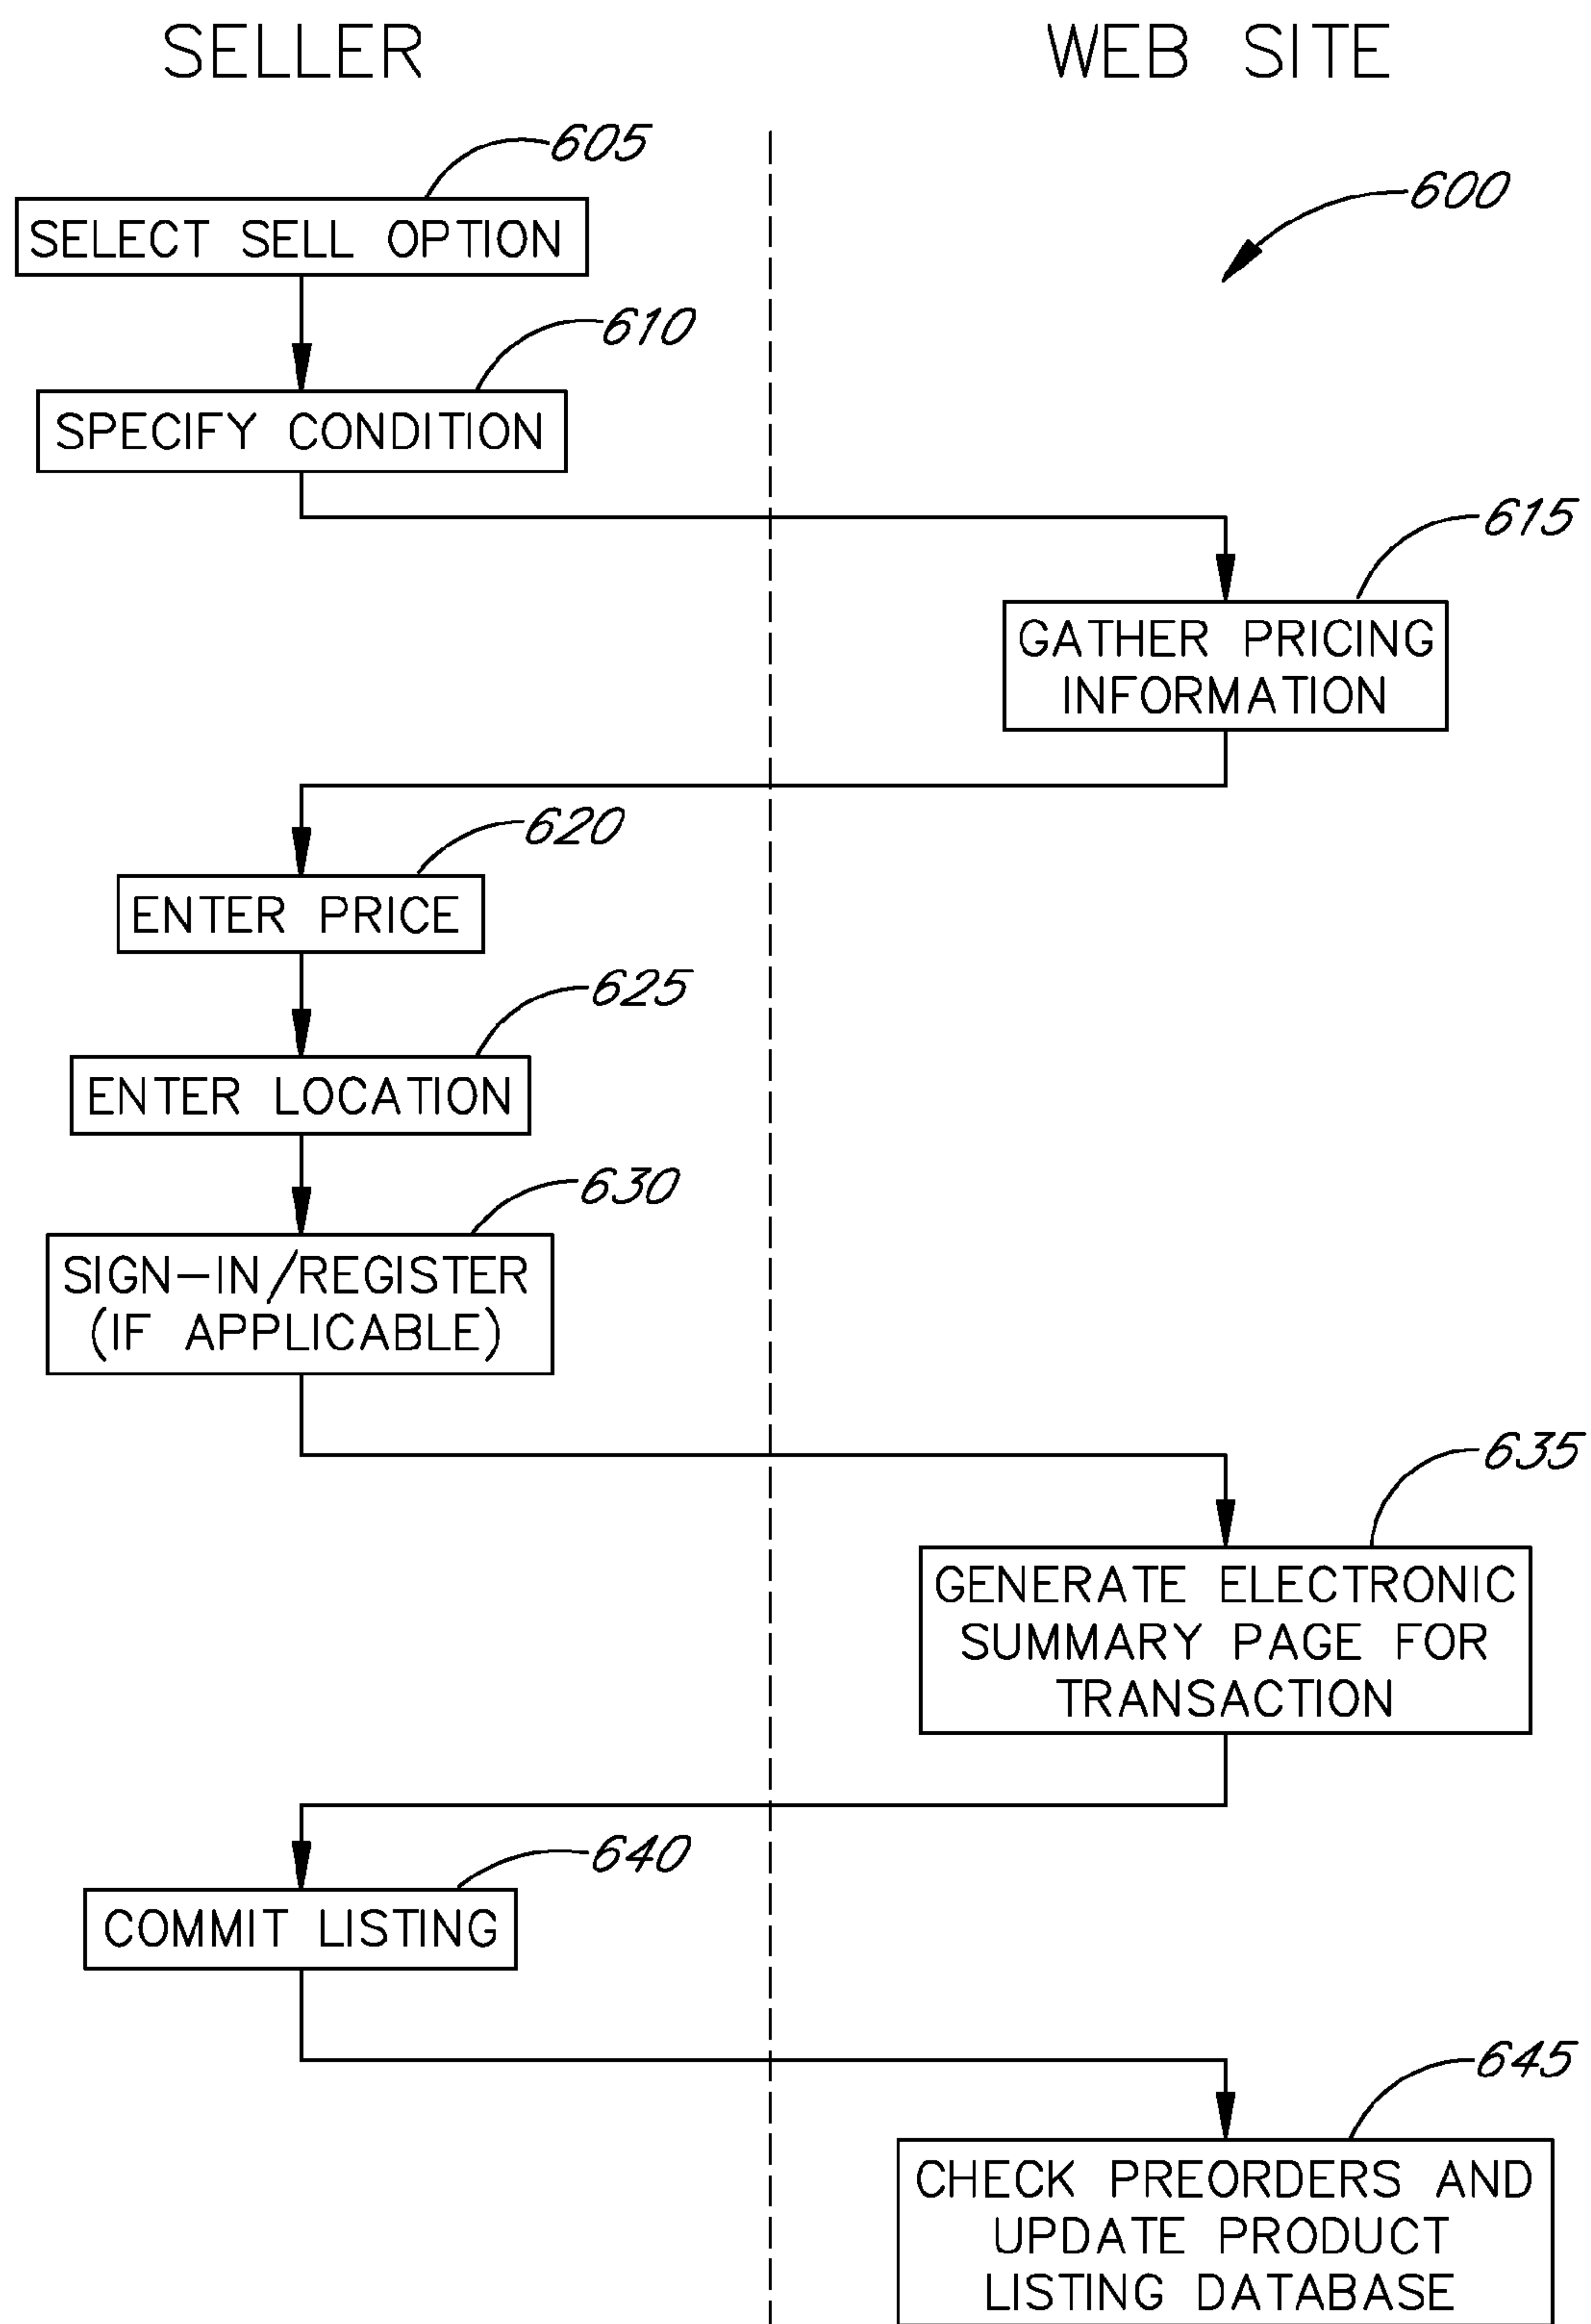 SELLER
WEB SITE
605
600
SELECT SELL OPTION
610
SPECIFY CONDITION
615
GATHER PRICING
INFORMATION
620
ENTER PRICE
625
ENTER LOCATION
630
SIGN-IN/REGISTER
(IF APPLICABLE)
635
GENERATE ELECTRONIC
SUMMARY PAGE FOR
TRANSACTION
640
COMMIT LISTING
645
CHECK PREORDERS AND
UPDATE PRODUCT
LISTING DATABASE